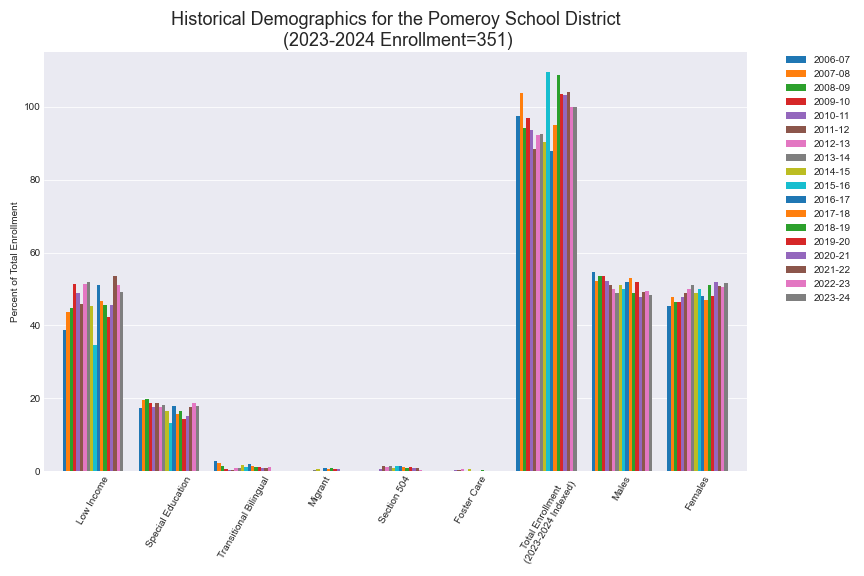 Historical Demographics for the Pomeroy School District
(2023-2024 Enrollment=351)
Percent of Total Enrollment
100
80
60
40
20
0
Low Income
Special Education
Transitional Bilingual
Migrant
Section 504
Foster Care
Total Enrollment
(2023-2024 Indexed)
Males
Females
2006-07
2007-08
2008-09
2009-10
2010-11
2011-12
2012-13
2013-14
2014-15
2015-16
2016-17
2017-18
2018-19
2019-20
2020-21
2021-22
2022-23
2023-24